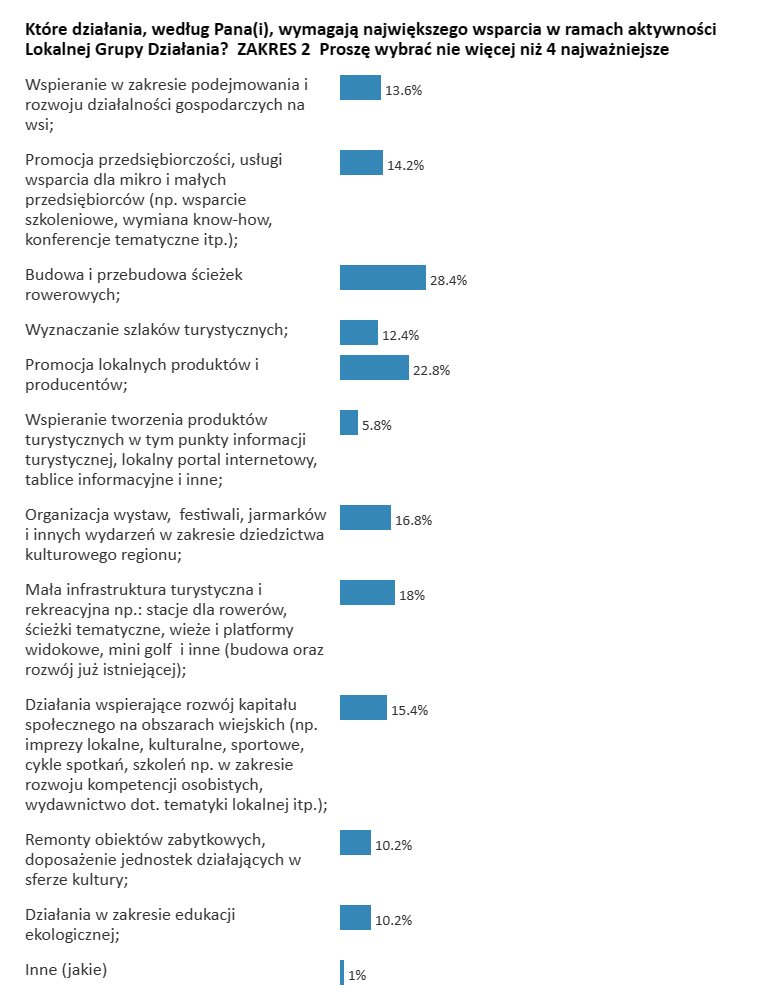 Które działania, według Pana(i), wymagają największego wsparcia w ramach aktywności
Lokalnej Grupy Działania?  ZAKRES 2  Proszę wybrać nie więcej niż 4 najważniejsze
Wspieranie w zakresie podejmowania i
rozwoju działalności gospodarczych na
wsi;
13.6%
Promocja przedsiębiorczości, usługi
wsparcia dla mikro i małych
przedsiębiorców (np. wsparcie
szkoleniowe, wymiana know-how,
konferencje tematyczne itp.);
14.2%
Budowa i przebudowa ścieżek
rowerowych;
28.4%
Wyznaczanie szlaków turystycznych;
12.4%
Promocja lokalnych produktów i
producentów;
22.8%
Wspieranie tworzenia produktów
turystycznych w tym punkty informacji
turystycznej, lokalny portal internetowy,
tablice informacyjne i inne;
5.8%
Organizacja wystaw,  festiwali, jarmarków
i innych wydarzeń w zakresie dziedzictwa
kulturowego regionu;
16.8%
Mała infrastruktura turystyczna i
rekreacyjna np.: stacje dla rowerów,
ścieżki tematyczne, wieże i platformy
widokowe, mini golf  i inne (budowa oraz
rozwój już istniejącej);
18%
Działania wspierające rozwój kapitału
społecznego na obszarach wiejskich (np.
imprezy lokalne, kulturalne, sportowe,
cykle spotkań, szkoleń np. w zakresie
rozwoju kompetencji osobistych,
wydawnictwo dot. tematyki lokalnej itp.);
15.4%
Remonty obiektów zabytkowych,
doposażenie jednostek działających w
sferze kultury;
10.2%
Działania w zakresie edukacji
ekologicznej;
10.2%
Inne (jakie)
1%